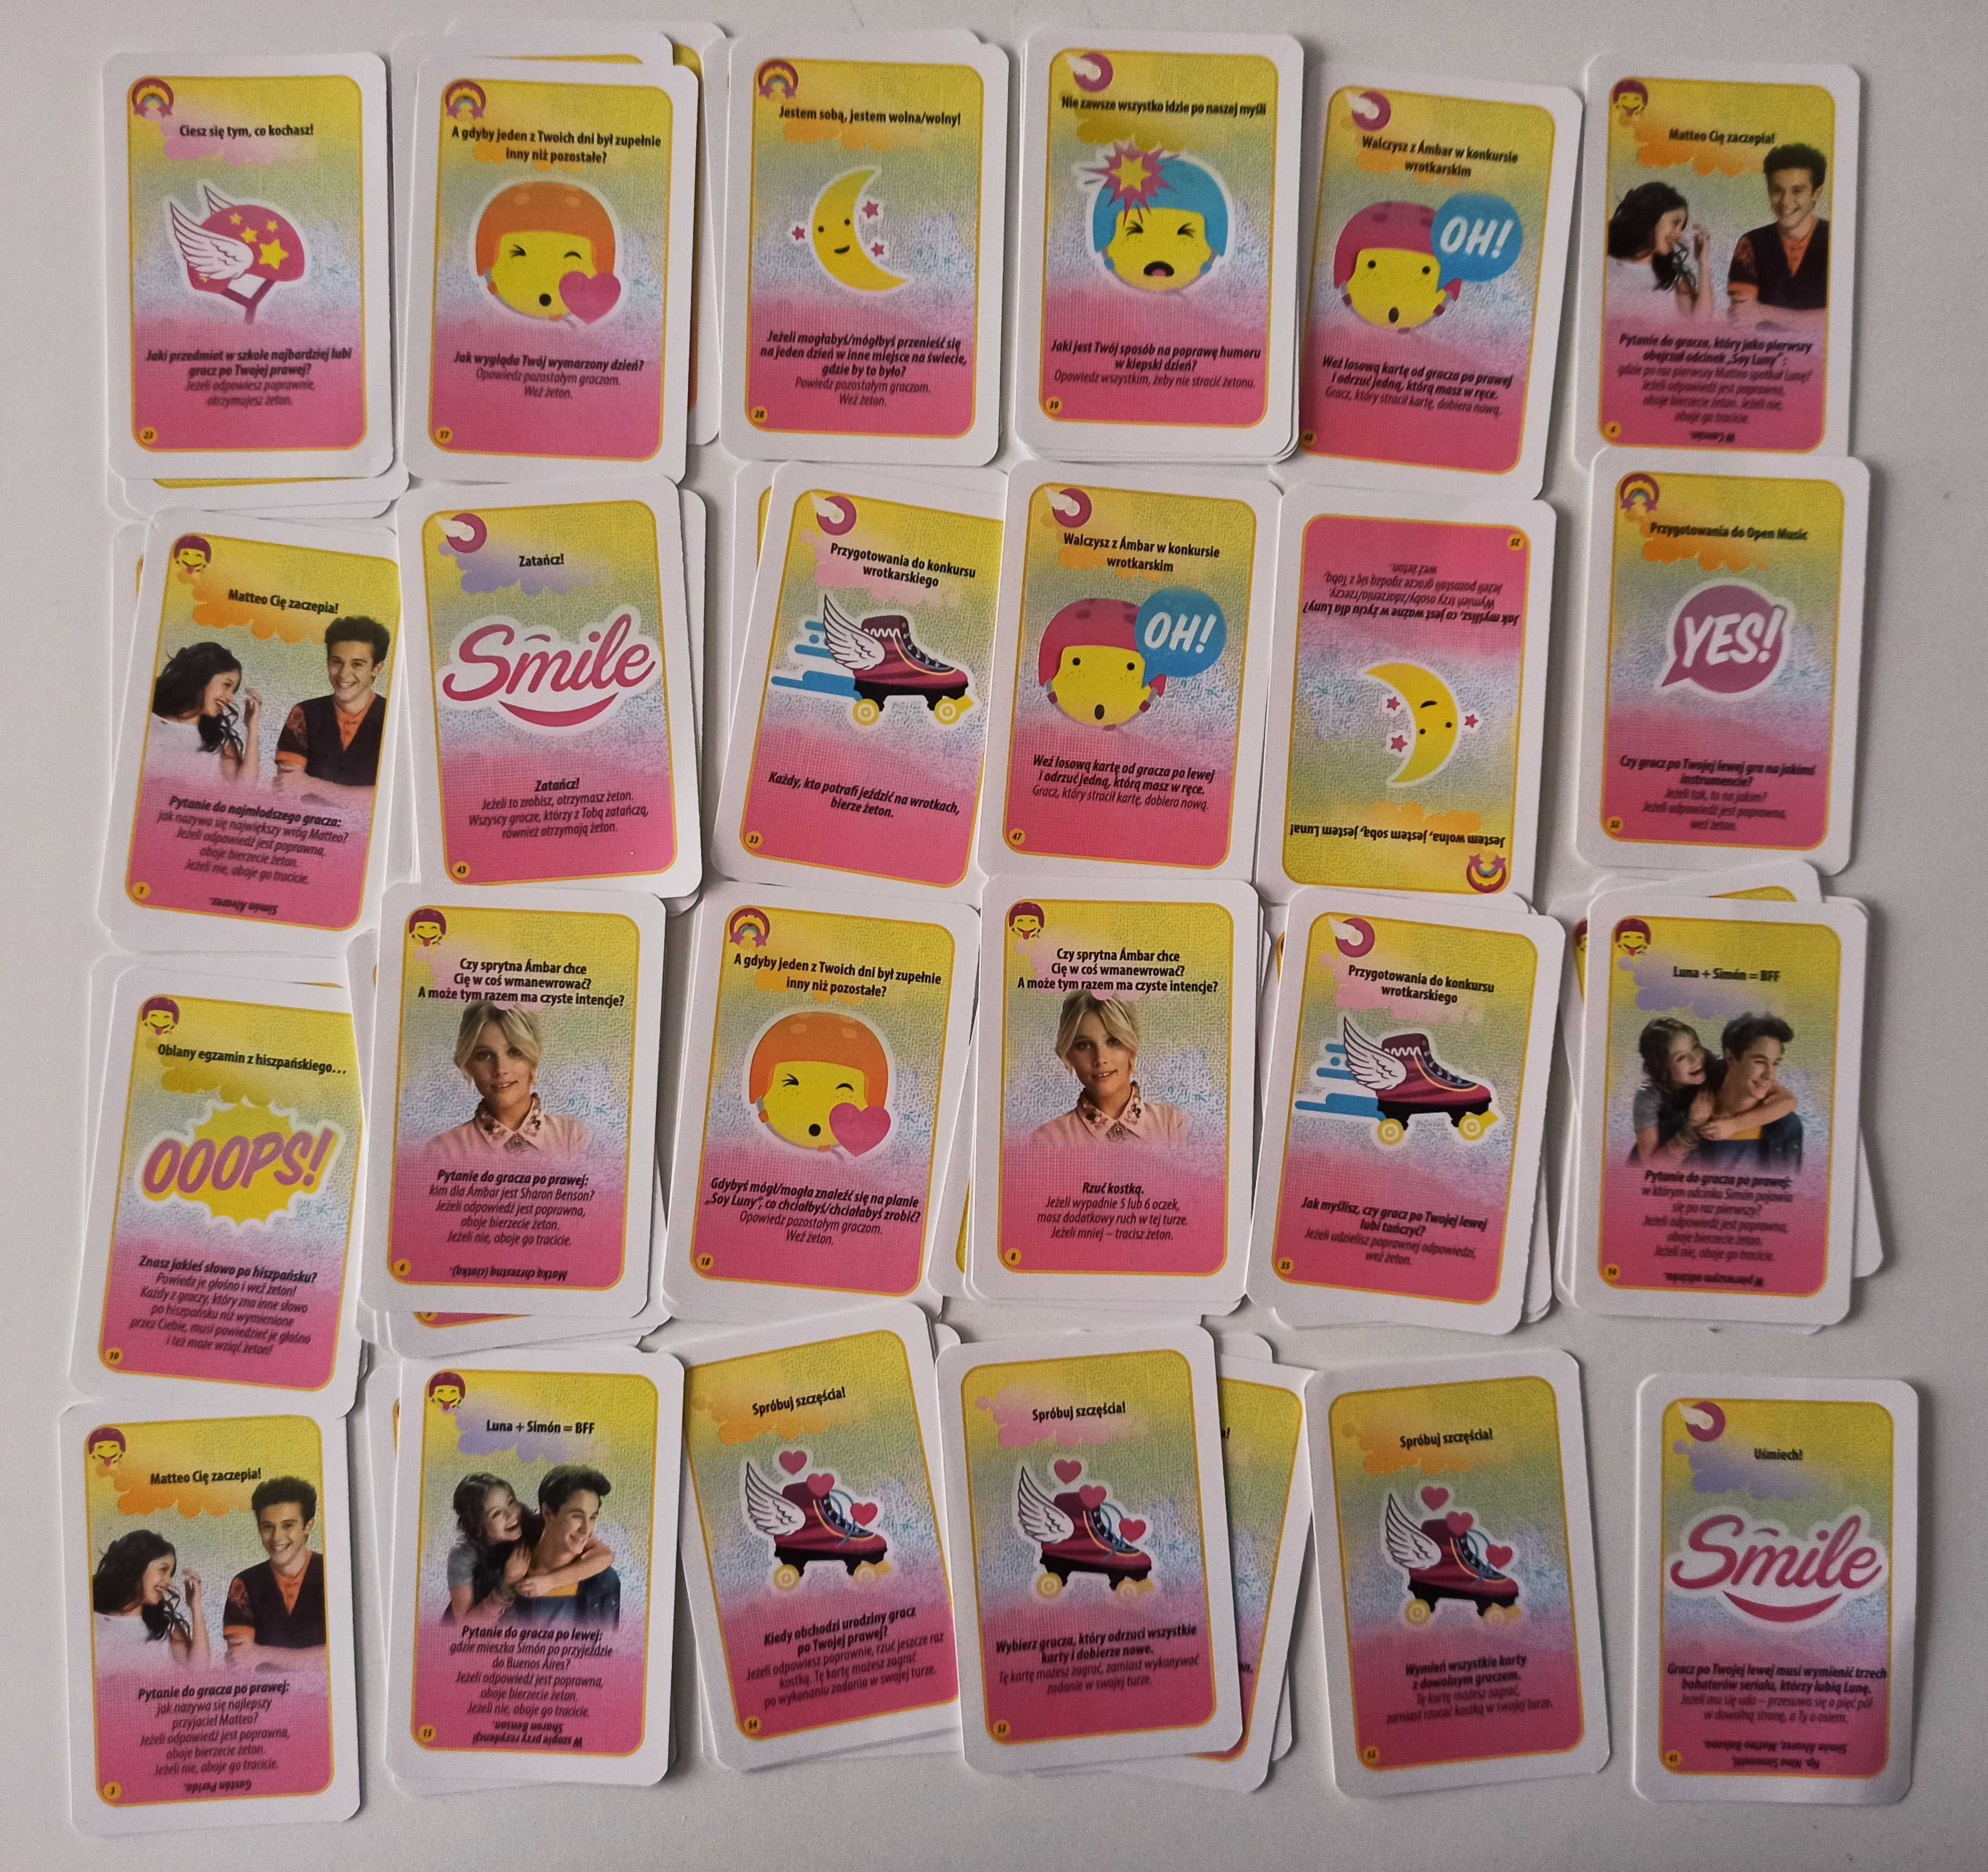 Ciesz się tym, co kochasz!
Jaki przedmiot w szkole najbardziej lubi
gracz po Twojej prawej?
Jeżeli odpowiesz poprawnie,
otrzymujesz żeton.
23
A gdyby jeden z Twoich dni był zupełnie
inny niż pozostałe?
Jak wygląda Twój wymarzony dzień?
Opowiedz pozostałym graczom.
Weź żeton.
17
Jestem sobą, jestem wolna/wolny!
Jeżeli mogłabyś/mógłbyś przenieść się
na jeden dzień w inne miejsce na świecie,
gdzie by to było?
Powiedz pozostałym graczom.
Weź żeton.
28
Nie zawsze wszystko idzie po naszej myśli
Jaki jest Twój sposób na poprawę humoru
w kiepski dzień?
Opowiedz wszystkim, żeby nie stracić żetonu.
39
Walczysz z Ámbar w konkursie
wrotkarskim
OH!
Weź losową kartę od gracza po prawej
i odrzuć jedną, którą masz w ręce.
Gracz, który stracił kartę, dobiera nową.
48
Matteo Cię zaczepia!
Pytanie do gracza, który jako pierwszy
obejrzał odcinek „Soy Luny":
gdzie po raz pierwszy Matteo spotkał Lunę?
Jeżeli odpowiedź jest poprawna,
oboje bierzecie żeton. Jeżeli nie,
oboje go tracicie.
W Cancún.
4
Matteo Cię zaczepia!
Pytanie do najmłodszego gracza:
jak nazywa się największy wróg Matteo?
Jeżeli odpowiedź jest poprawna,
oboje bierzecie żeton.
Jeżeli nie, oboje go tracicie.
Simón Álvarez.
1
Zatańcz!
Smile
Zatańcz!
Jeżeli to zrobisz, otrzymasz żeton.
Wszyscy gracze, którzy z Tobą zatańczą,
również otrzymają żeton.
43
Przygotowania do konkursu
wrotkarskiego
Każdy, kto potrafi jeździć na wrotkach,
bierze żeton.
33
Walczysz z Ámbar w konkursie
wrotkarskim
OH!
Weź losową kartę od gracza po lewej
i odrzuć jedną, którą masz w ręce.
Gracz, który stracił kartę, dobiera nową.
47
Jestem wolna, jestem sobą, jestem Luna!
Jak myślisz, co jest ważne w życiu dla Luny?
Wymień trzy osoby/zdarzenia/rzeczy.
Jeżeli pozostali gracze zgodzą się z Tobą,
weź żeton.
25
Przygotowania do Open Music
YES!
Czy gracz po Twojej lewej gra na jakimś
instrumencie?
Jeżeli tak, to na jakim?
Jeżeli odpowiedź jest poprawna,
weź żeton.
32
Oblany egzamin z hiszpańskiego…
OOOPS!
Znasz jakieś słowo po hiszpańsku?
Powiedz je głośno i weź żeton!
Każdy z graczy, który zna inne słowo
po hiszpańsku niż wymienione
przez Ciebie, musi powiedzieć je głośno
i też może wziąć żeton!
10
Czy sprytna Ámbar chce
Cię w coś wmanewrować?
A może tym razem ma czyste intencje?
Pytanie do gracza po prawej:
kim dla Ámbar jest Sharon Benson?
Jeżeli odpowiedź jest poprawna,
oboje bierzecie żeton.
Jeżeli nie, oboje go tracicie.
Matką chrzestną (ciotką).
6
A gdyby jeden z Twoich dni był zupełnie
inny niż pozostałe?
Gdybyś mógł/mogła znaleźć się na planie
„Soy Luny", co chciałbyś/chciałabyś zrobić?
Opowiedz pozostałym graczom.
Weź żeton.
18
Czy sprytna Ámbar chce
Cię w coś wmanewrować?
A może tym razem ma czyste intencje?
Rzuć kostką.
Jeżeli wypadnie 5 lub 6 oczek,
masz dodatkowy ruch w tej turze.
Jeżeli mniej – tracisz żeton.
8
Przygotowania do konkursu
wrotkarskiego
Jak myślisz, czy gracz po Twojej lewej
lubi tańczyć?
Jeżeli udzielisz poprawnej odpowiedzi,
weź żeton.
35
Luna + Simón = BFF
Pytanie do gracza po prawej:
w którym odcinku Simón pojawia
się po raz pierwszy?
Jeżeli odpowiedź jest poprawna,
oboje bierzecie żeton.
Jeżeli nie, oboje go tracicie.
W pierwszym odcinku.
Matteo Cię zaczepia!
Pytanie do gracza po prawej:
jak nazywa się najlepszy
przyjaciel Matteo?
Jeżeli odpowiedź jest poprawna,
oboje bierzecie żeton.
Jeżeli nie, oboje go tracicie.
Gastón Perida.
3
Luna + Simón = BFF
Pytanie do gracza po lewej:
gdzie mieszka Simón po przyjeździe
do Buenos Aires?
Jeżeli odpowiedź jest poprawna,
oboje bierzecie żeton.
Jeżeli nie, oboje go tracicie.
W szopie przy rezydencji
Sharon Benson.
15
Spróbuj szczęścia!
Kiedy obchodzi urodziny gracz
po Twojej prawej?
Jeżeli odpowiesz poprawnie, rzuć jeszcze raz
kostką. Tę kartę możesz zagrać
po wykonaniu zadania w swojej turze.
54
Spróbuj szczęścia!
Wybierz gracza, który odrzuci wszystkie
karty i dobierze nowe.
Tę kartę możesz zagrać, zamiast wykonywać
zadanie w swojej turze.
52
Spróbuj szczęścia!
Wymień wszystkie karty
z dowolnym graczem.
Tę kartę możesz zagrać,
zamiast rzucać kostką w swojej turze.
53
Uśmiech!
Smile
Gracz po Twojej lewej musi wymienić trzech
bohaterów serialu, którzy lubią Lunę.
Jeżeli mu się uda – przesuwa się o pięć pól
w dowolną stronę, a Ty o osiem.
Np. Nina Simonetti,
Simón Álvarez, Matteo Balsano.
41